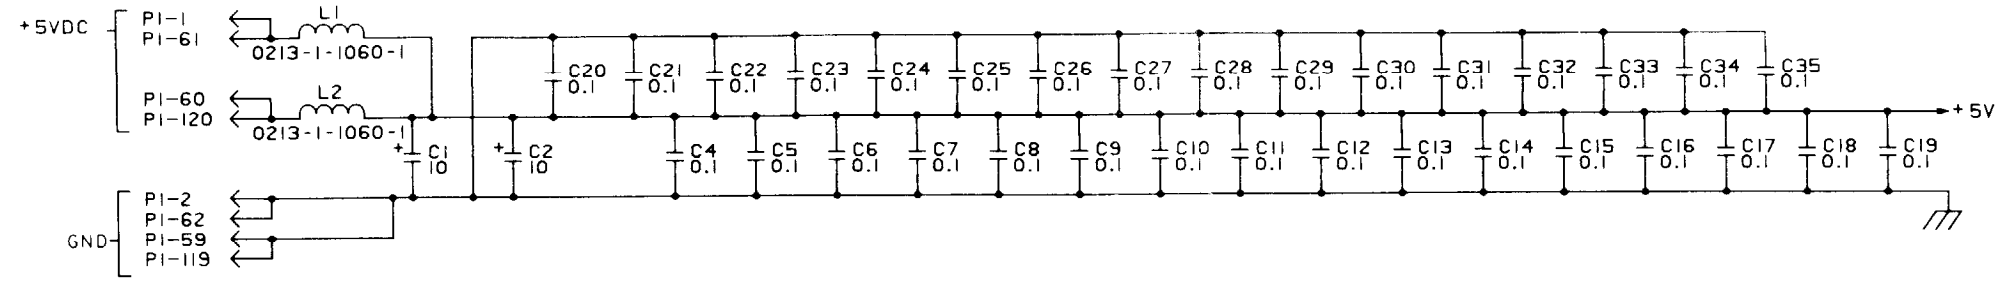 +5VDC
P1-1
P1-61
L1
0213-1-1060-1
P1-60
P1-120
L2
0213-1-1060-1
C20
0.1
C21
0.1
C22
0.1
C23
0.1
C24
0.1
C25
0.1
C26
0.1
C27
0.1
C28
0.1
C29
0.1
C30
0.1
C31
0.1
C32
0.1
C33
0.1
C34
0.1
C35
0.1
+5V
+
C1
10
+
C2
10
C4
0.1
C5
0.1
C6
0.1
C7
0.1
C8
0.1
C9
0.1
C10
0.1
C11
0.1
C12
0.1
C13
0.1
C14
0.1
C15
0.1
C16
0.1
C17
0.1
C18
0.1
C19
0.1
GND
P1-2
P1-62
P1-59
P1-119